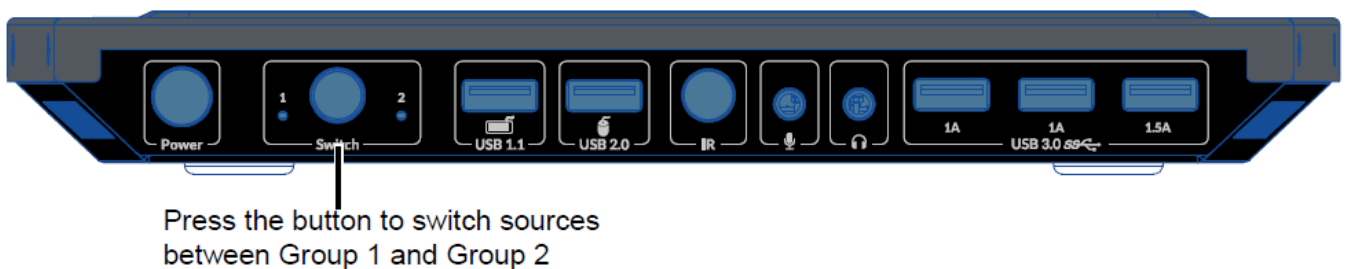 1 2
Power Switch USB 1.1 USB 2.0 IR 1A 1A 1.5A
USB 3.0 SS
Press the button to switch sources
between Group 1 and Group 2